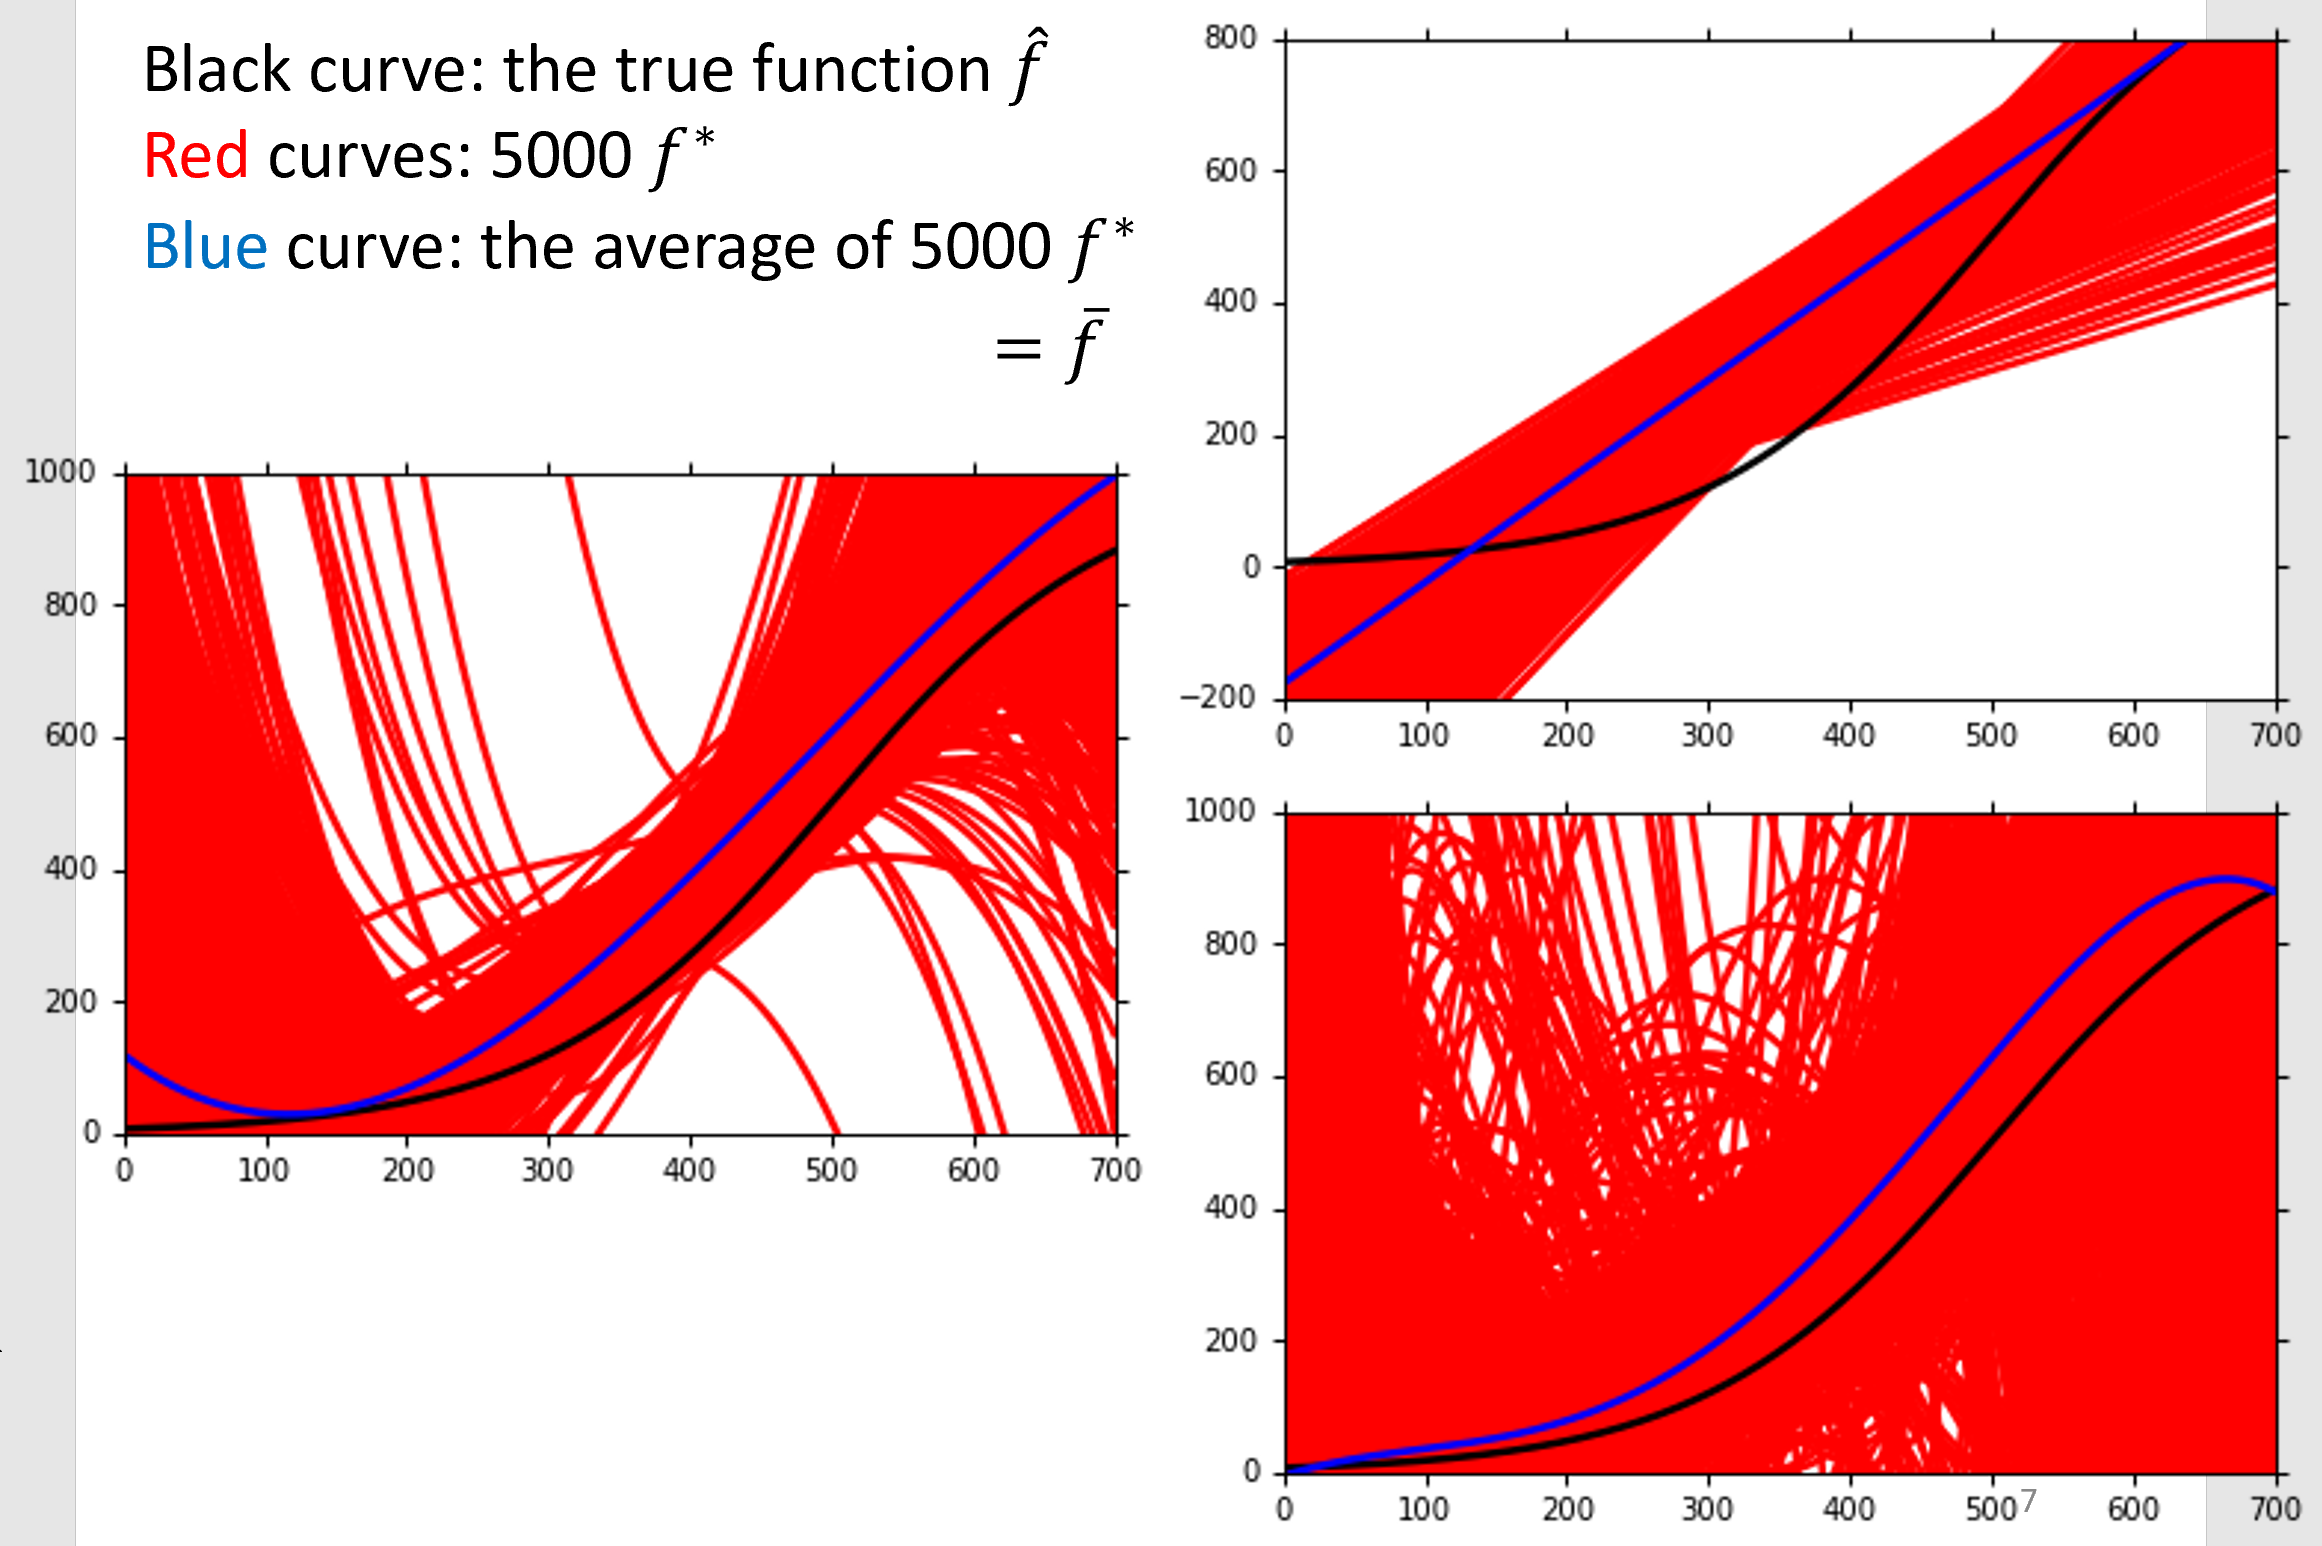 Black curve: the true function f̂
Red curves: 5000 f*
Blue curve: the average of 5000 f*
= f̄
800
600
400
200
0
−200
0 100 200 300 400 500 600 700
1000
800
600
400
200
0
0 100 200 300 400 500 600 700
1000
800
600
400
200
0
0 100 200 300 400 500 600 700
7